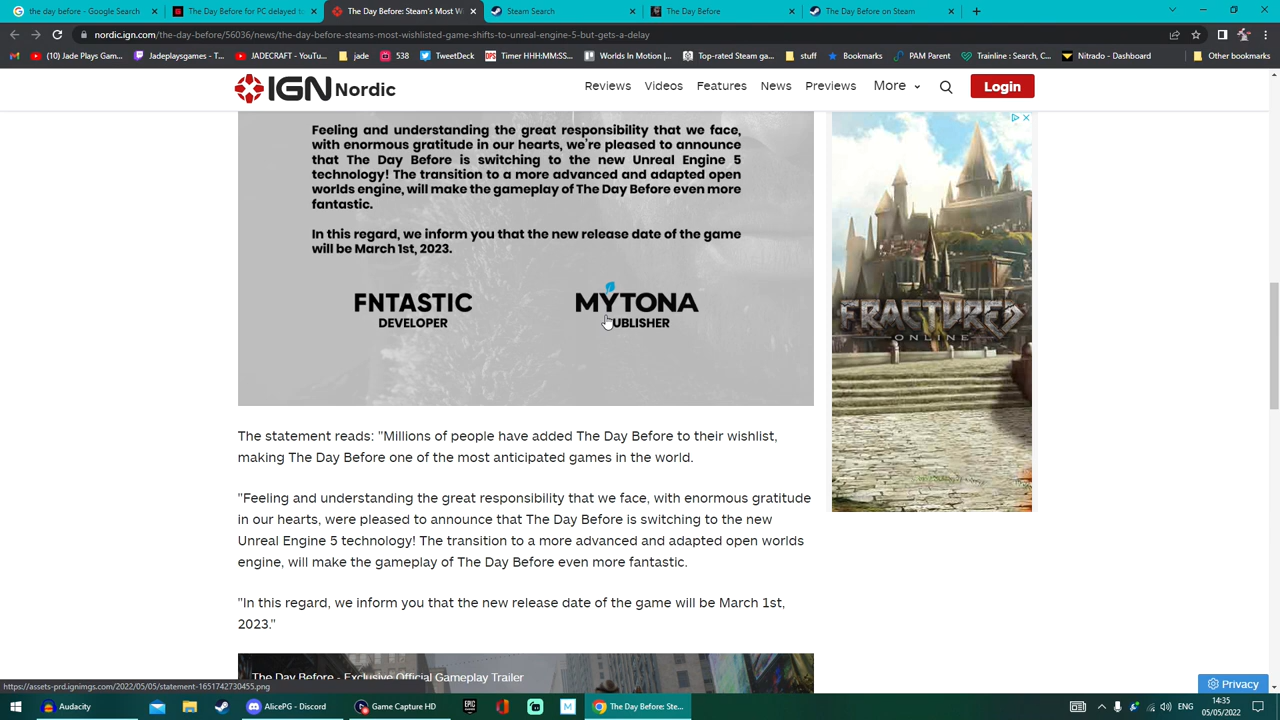 the day before - Google Search
The Day Before for PC delayed to
The Day Before: Steam's Most W
Steam Search
The Day Before
The Day Before on Steam
nordic.ign.com/the-day-before/56036/news/the-day-before-steams-most-wishlisted-game-shifts-to-unreal-engine-5-but-gets-a-delay
(10) Jade Plays Gam...
Jadeplaysgames - T...
JADECRAFT - YouTu...
jade
538
TweetDeck
Timer HHH:MM:SS...
Worlds In Motion |...
Top-rated Steam ga...
stuff
Bookmarks
PAM Parent
Trainline : Search, C...
Nitrado - Dashboard
Other bookmarks
IGN Nordic
Reviews
Videos
Features
News
Previews
More
Login
Feeling and understanding the great responsibility that we face,
with enormous gratitude in our hearts, we're pleased to announce
that The Day Before is switching to the new Unreal Engine 5
technology! The transition to a more advanced and adapted open
worlds engine, will make the gameplay of The Day Before even more
fantastic.
In this regard, we inform you that the new release date of the game
will be March 1st, 2023.
FNTASTIC
DEVELOPER
MYTONA
UBLISHER
FRACTURED
ONLINE
The statement reads: "Millions of people have added The Day Before to their wishlist,
making The Day Before one of the most anticipated games in the world.
"Feeling and understanding the great responsibility that we face, with enormous gratitude
in our hearts, were pleased to announce that The Day Before is switching to the new
Unreal Engine 5 technology! The transition to a more advanced and adapted open worlds
engine, will make the gameplay of The Day Before even more fantastic.
"In this regard, we inform you that the new release date of the game will be March 1st,
2023."
The Day Before - Exclusive Official Gameplay Trailer
https://assets-prd.ignimgs.com/2022/05/05/statement-1651742730455.png
Privacy
Audacity
AlicePG - Discord
Game Capture HD
The Day Before: Ste...
ENG
14:35
05/05/2022